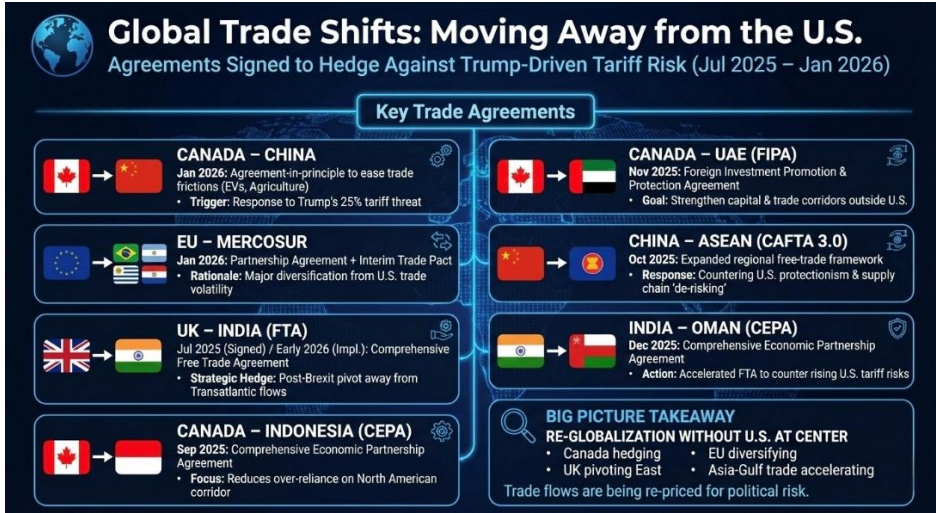 Global Trade Shifts: Moving Away from the U.S.
Agreements Signed to Hedge Against Trump-Driven Tariff Risk (Jul 2025 – Jan 2026)
Key Trade Agreements
CANADA – CHINA
Jan 2026: Agreement-in-principle to ease trade
frictions (EVs, Agriculture)
• Trigger: Response to Trump's 25% tariff threat
EU – MERCOSUR
Jan 2026: Partnership Agreement + Interim Trade Pact
• Rationale: Major diversification from U.S. trade
volatility
UK – INDIA (FTA)
Jul 2025 (Signed) / Early 2026 (Impl.): Comprehensive
Free Trade Agreement
• Strategic Hedge: Post-Brexit pivot away from
Transatlantic flows
CANADA – INDONESIA (CEPA)
Sep 2025: Comprehensive Economic Partnership
Agreement
• Focus: Reduces over-reliance on North American
corridor
CANADA – UAE (FIPA)
Nov 2025: Foreign Investment Promotion &
Protection Agreement
• Goal: Strengthen capital & trade corridors outside U.S.
CHINA – ASEAN (CAFTA 3.0)
Oct 2025: Expanded regional free-trade framework
• Response: Countering U.S. protectionism & supply
chain 'de-risking'
INDIA – OMAN (CEPA)
Dec 2025: Comprehensive Economic Partnership
Agreement
• Action: Accelerated FTA to counter rising U.S. tariff risks
BIG PICTURE TAKEAWAY
RE-GLOBALIZATION WITHOUT U.S. AT CENTER
• Canada hedging
• UK pivoting East
• EU diversifying
• Asia-Gulf trade accelerating
Trade flows are being re-priced for political risk.